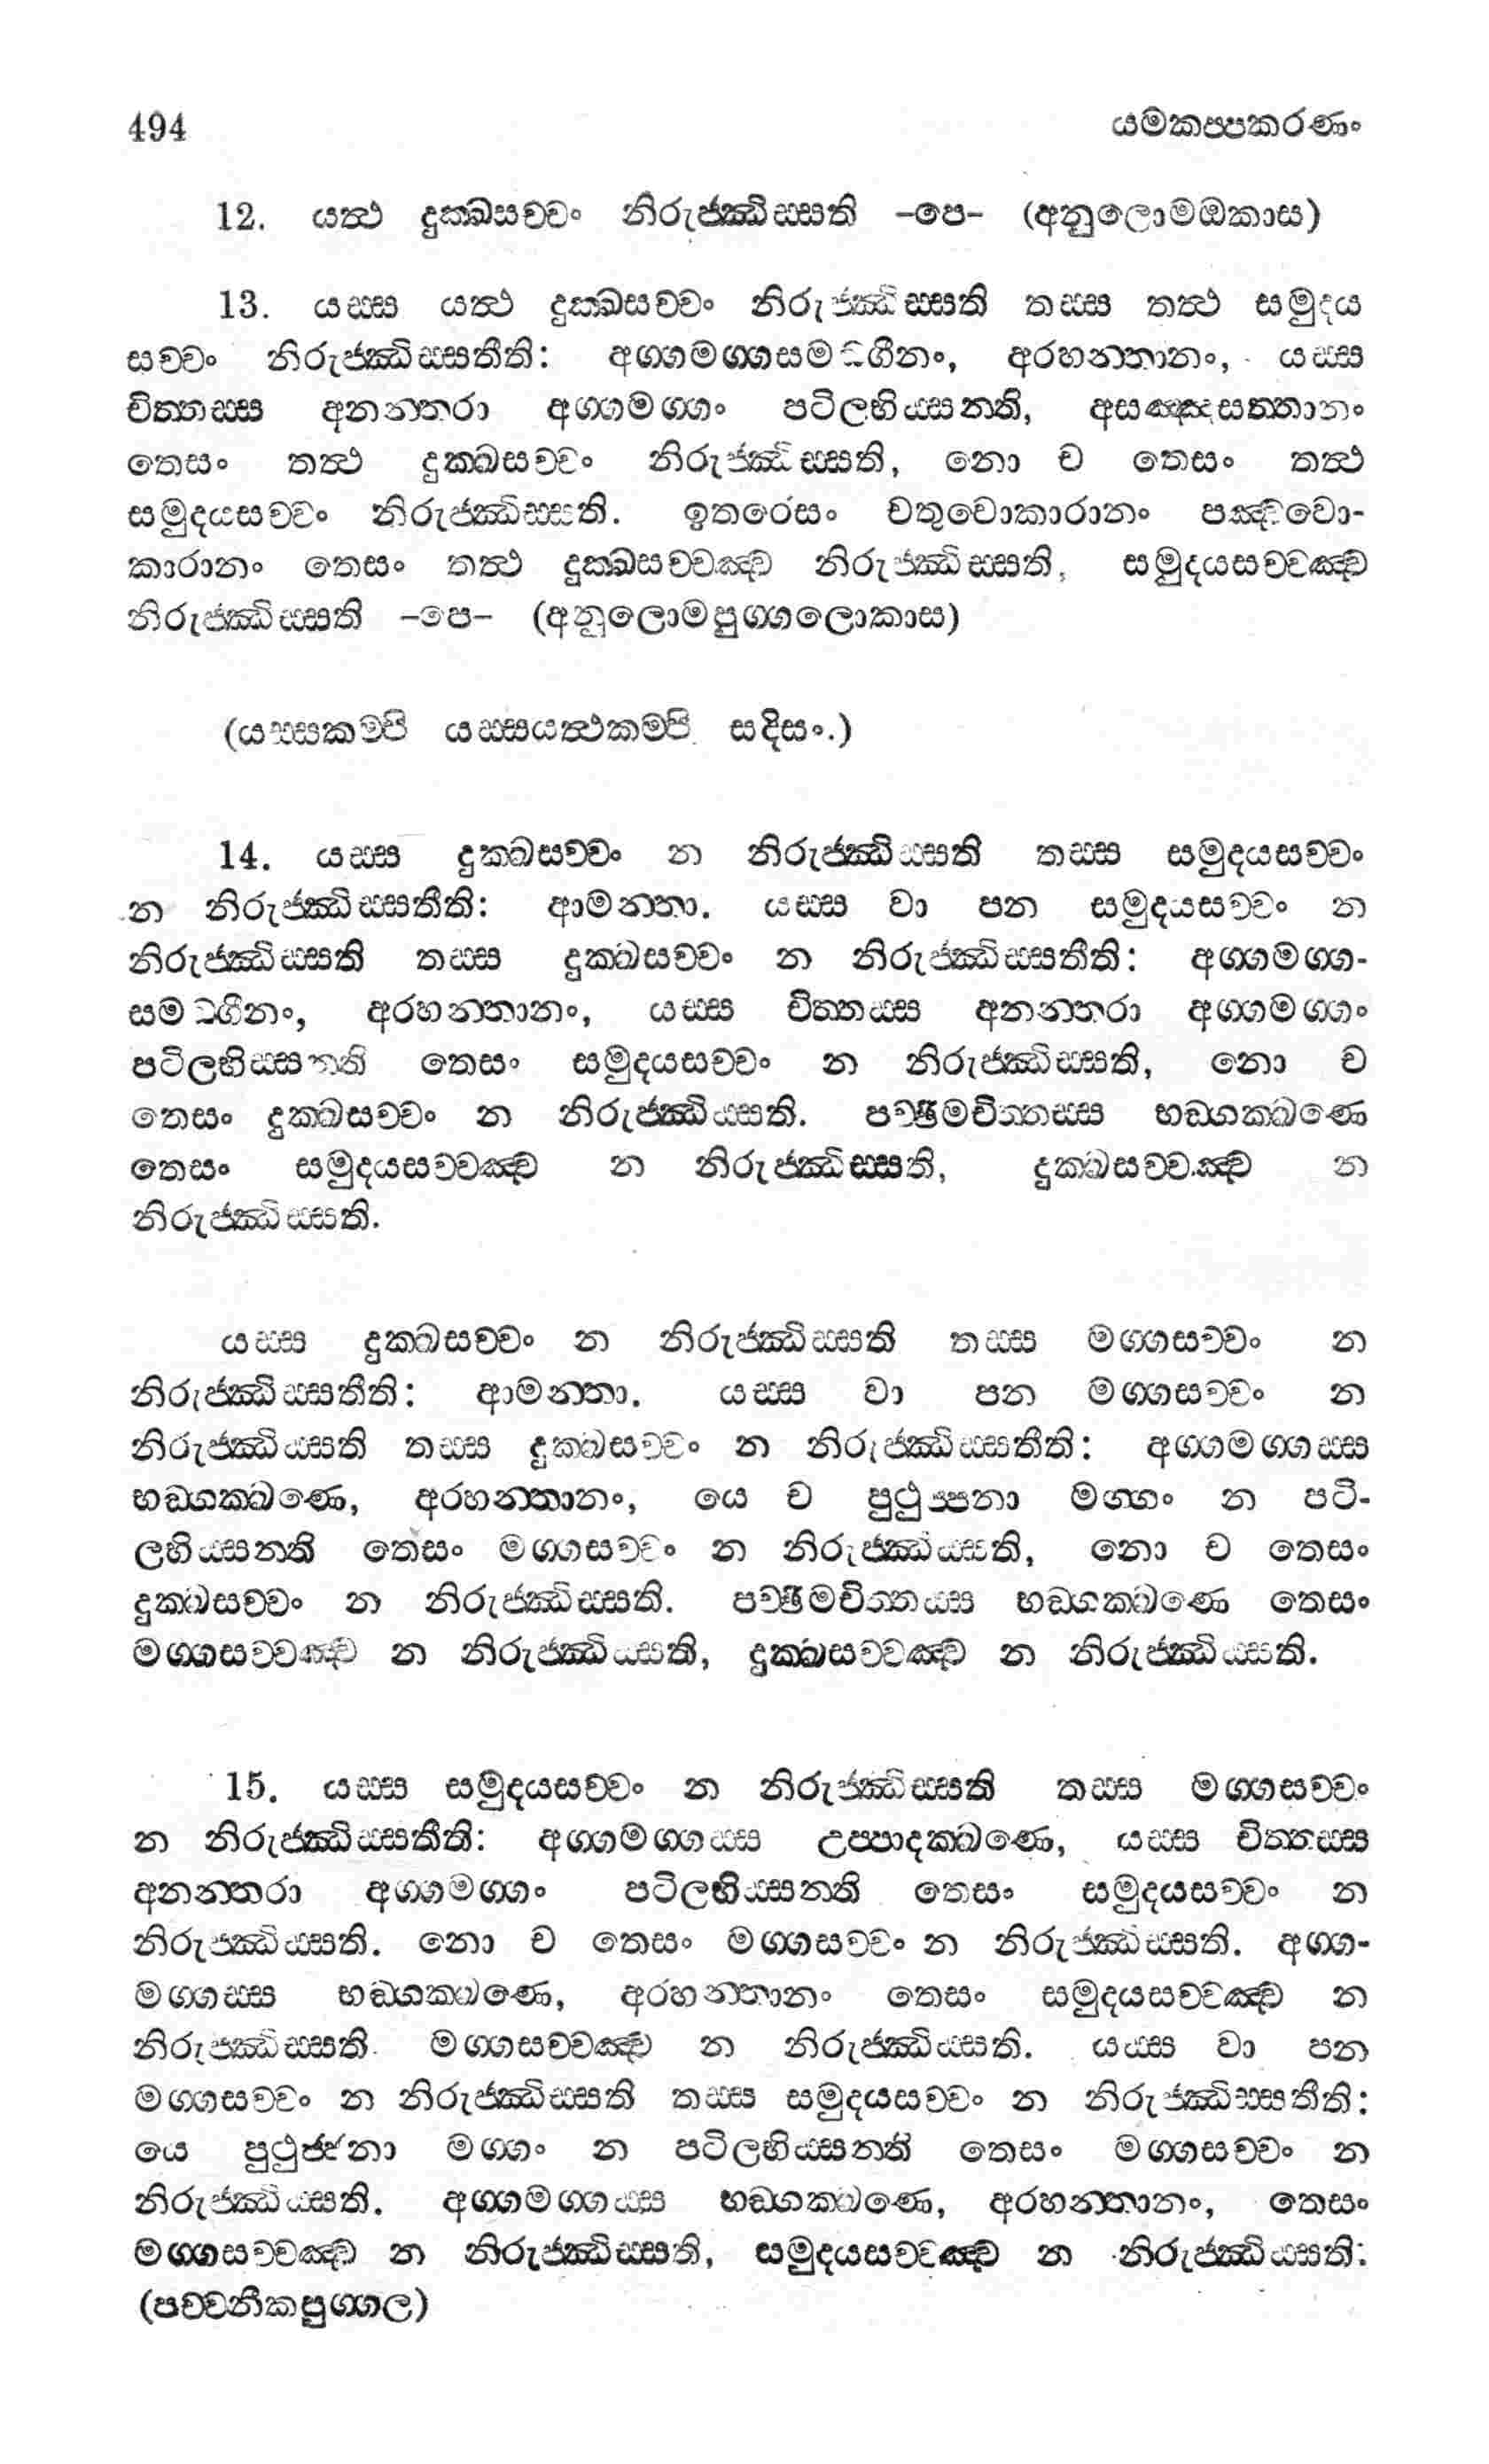 494 යමකප්පකරණං
12. යත්ථ දුක්ඛසච්චං නිරුජ්ඣිස්සති -පෙ- (අනුලොමඔකාස)
13. යස්ස යත්ථ දුක්ඛසච්චං නිරුජ්ඣිස්සති තස්ස තත්ථ සමුදය
සච්චං නිරුජ්ඣිස්සතීති: අග්ගමග්ගසමඞ්ගීනං, අරහන්තානං, යස්ස
චිත්තස්ස අනන්තරා අග්ගමග්ගං පටිලභිස්සන්ති, අසඤ්ඤසත්තානං
තෙසං තත්ථ දුක්ඛසච්චං නිරුජ්ඣිස්සති, නො ච තෙසං තත්ථ
සමුදයසච්චං නිරුජ්ඣිස්සති. ඉතරෙසං චතුවොකාරානං පඤ්චවො-
කාරානං තෙසං තත්ථ දුක්ඛසච්චඤ්ච නිරුජ්ඣිස්සති, සමුදයසච්චඤ්ච
නිරුජ්ඣිස්සති -පෙ- (අනුලොමපුග්ගලොකාස)
(යස්සකම්පි යස්සයත්ථකම්පි සදිසං.)
14. යස්ස දුක්ඛසච්චං න නිරුජ්ඣිස්සති තස්ස සමුදයසච්චං
න නිරුජ්ඣිස්සතීති: ආමන්තා. යස්ස වා පන සමුදයසච්චං න
නිරුජ්ඣිස්සති තස්ස දුක්ඛසච්චං න නිරුජ්ඣිස්සතීති: අග්ගමග්ග-
සමඞ්ගීනං, අරහන්තානං, යස්ස චිත්තස්ස අනන්තරා අග්ගමග්ගං
පටිලභිස්සන්ති තෙසං සමුදයසච්චං න නිරුජ්ඣිස්සති, නො ච
තෙසං දුක්ඛසච්චං න නිරුජ්ඣිස්සති. පච්ඡිමචිත්තස්ස භඞ්ගක්ඛණෙ
තෙසං සමුදයසච්චඤ්ච න නිරුජ්ඣිස්සති, දුක්ඛසච්චඤ්ච න
නිරුජ්ඣිස්සති.
යස්ස දුක්ඛසච්චං න නිරුජ්ඣිස්සති තස්ස මග්ගසච්චං න
නිරුජ්ඣිස්සතීති: ආමන්තා. යස්ස වා පන මග්ගසච්චං න
නිරුජ්ඣිස්සති තස්ස දුක්ඛසච්චං න නිරුජ්ඣිස්සතීති: අග්ගමග්ගස්ස
භඞ්ගක්ඛණෙ, අරහන්තානං, යෙ ච පුථුජ්ජනා මග්ගං න පටි-
ලභිස්සන්ති තෙසං මග්ගසච්චං න නිරුජ්ඣිස්සති, නො ච තෙසං
දුක්ඛසච්චං න නිරුජ්ඣිස්සති. පච්ඡිමචිත්තස්ස භඞ්ගක්ඛණෙ තෙසං
මග්ගසච්චඤ්ච න නිරුජ්ඣිස්සති, දුක්ඛසච්චඤ්ච න නිරුජ්ඣිස්සති.
15. යස්ස සමුදයසච්චං න නිරුජ්ඣිස්සති තස්ස මග්ගසච්චං
න නිරුජ්ඣිස්සතීති: අග්ගමග්ගස්ස උප්පාදක්ඛණෙ, යස්ස චිත්තස්ස
අනන්තරා අග්ගමග්ගං පටිලභිස්සන්ති තෙසං සමුදයසච්චං න
නිරුජ්ඣිස්සති. නො ච තෙසං මග්ගසච්චං න නිරුජ්ඣිස්සති. අග්ග-
මග්ගස්ස භඞ්ගක්ඛණෙ, අරහන්තානං තෙසං සමුදයසච්චඤ්ච න
නිරුජ්ඣිස්සති. මග්ගසච්චඤ්ච න නිරුජ්ඣිස්සති. යස්ස වා පන
මග්ගසච්චං න නිරුජ්ඣිස්සති තස්ස සමුදයසච්චං න නිරුජ්ඣිස්සතීති:
යෙ පුථුජ්ජනා මග්ගං න පටිලභිස්සන්ති තෙසං මග්ගසච්චං න
නිරුජ්ඣිස්සති. අග්ගමග්ගස්ස භඞ්ගක්ඛණෙ, අරහන්තානං, තෙසං
මග්ගසච්චඤ්ච න නිරුජ්ඣිස්සති, සමුදයසච්චඤ්ච න නිරුජ්ඣිස්සති.
(පච්චනීකපුග්ගල)